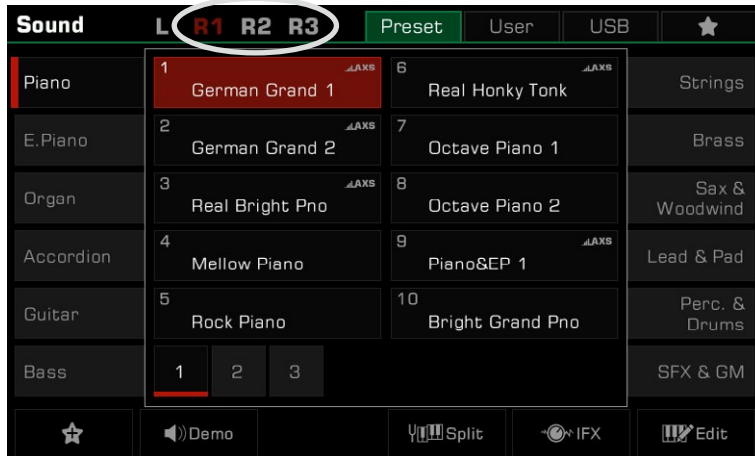 Sound
L R1 R2 R3
Preset
User
USB
Piano
E.Piano
Organ
Accordion
Guitar
Bass
1 AXS
German Grand 1
2 AXS
German Grand 2
3 AXS
Real Bright Pno
4
Mellow Piano
5
Rock Piano
6 AXS
Real Honky Tonk
7
Octave Piano 1
8
Octave Piano 2
9 AXS
Piano&EP 1
10
Bright Grand Pno
1 2 3
Strings
Brass
Sax &
Woodwind
Lead & Pad
Perc. &
Drums
SFX & GM
Demo
Split
IFX
Edit